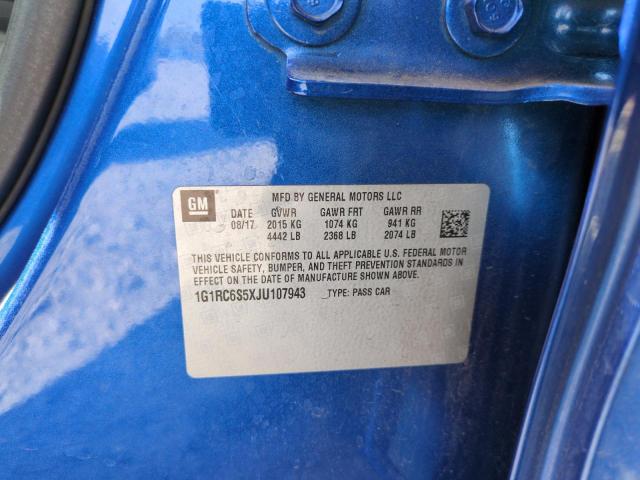 GM
MFD BY GENERAL MOTORS LLC
DATE GVWR GAWR FRT GAWR RR
08/17 2015 KG 1074 KG 941 KG
4442 LB 2368 LB 2074 LB
THIS VEHICLE CONFORMS TO ALL APPLICABLE U.S. FEDERAL MOTOR
VEHICLE SAFETY, BUMPER, AND THEFT PREVENTION STANDARDS IN
EFFECT ON THE DATE OF MANUFACTURE SHOWN ABOVE.
1G1RC6S5XJU107943 TYPE: PASS CAR